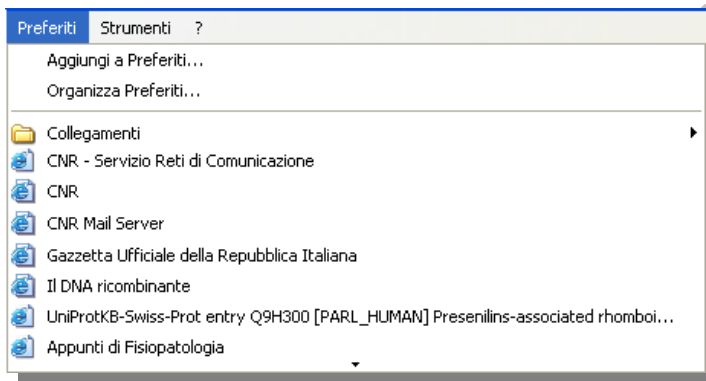 Preferiti Strumenti ?
Aggiungi a Preferiti...
Organizza Preferiti...
Collegamenti
CNR - Servizio Reti di Comunicazione
CNR
CNR Mail Server
Gazzetta Ufficiale della Repubblica Italiana
Il DNA ricombinante
UniProtKB-Swiss-Prot entry Q9H300 [PARL_HUMAN] Presenilins-associated rhomboi...
Appunti di Fisiopatologia